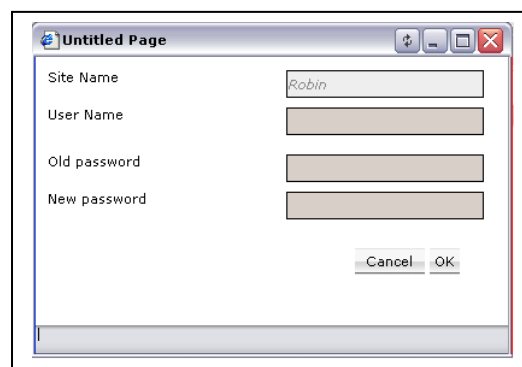 Untitled Page
Site Name
Robin
User Name
Old password
New password
Cancel OK